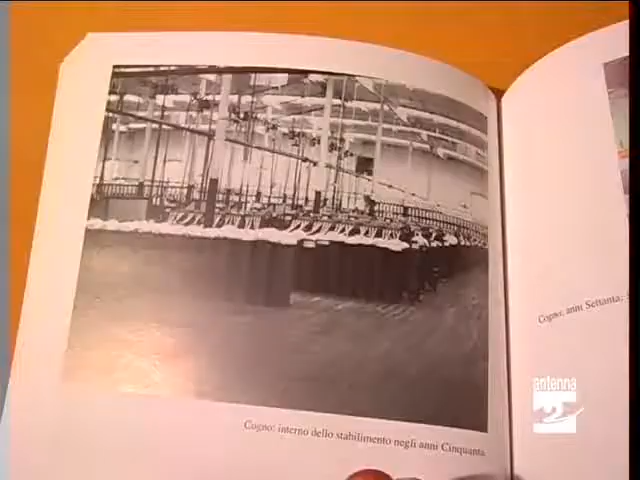 Cogno: interno dello stabilimento negli anni Cinquanta
Cogno, anni Settanta:
antenna
2